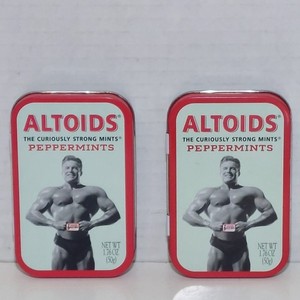 ALTOIDS®
THE CURIOUSLY STRONG MINTS®
PEPPERMINTS
NET WT
1.76 OZ
(50g)
ALTOIDS®
THE CURIOUSLY STRONG MINTS®
PEPPERMINTS
NET WT
1.76 OZ
(50g)